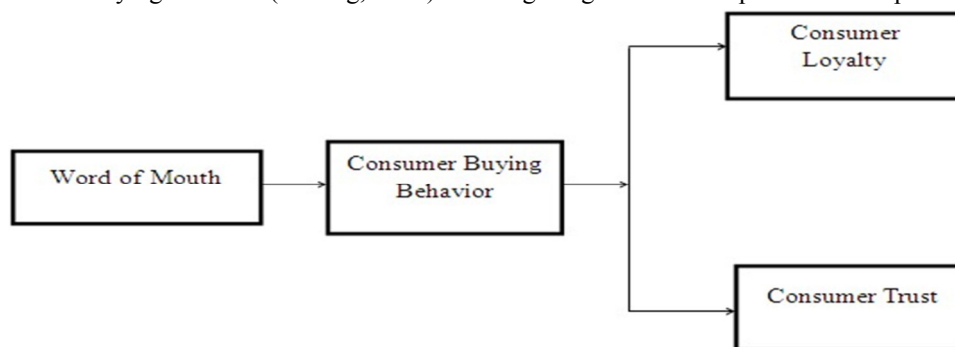 Consumer
Loyalty
Word of Mouth
Consumer Buying
Behavior
Consumer Trust